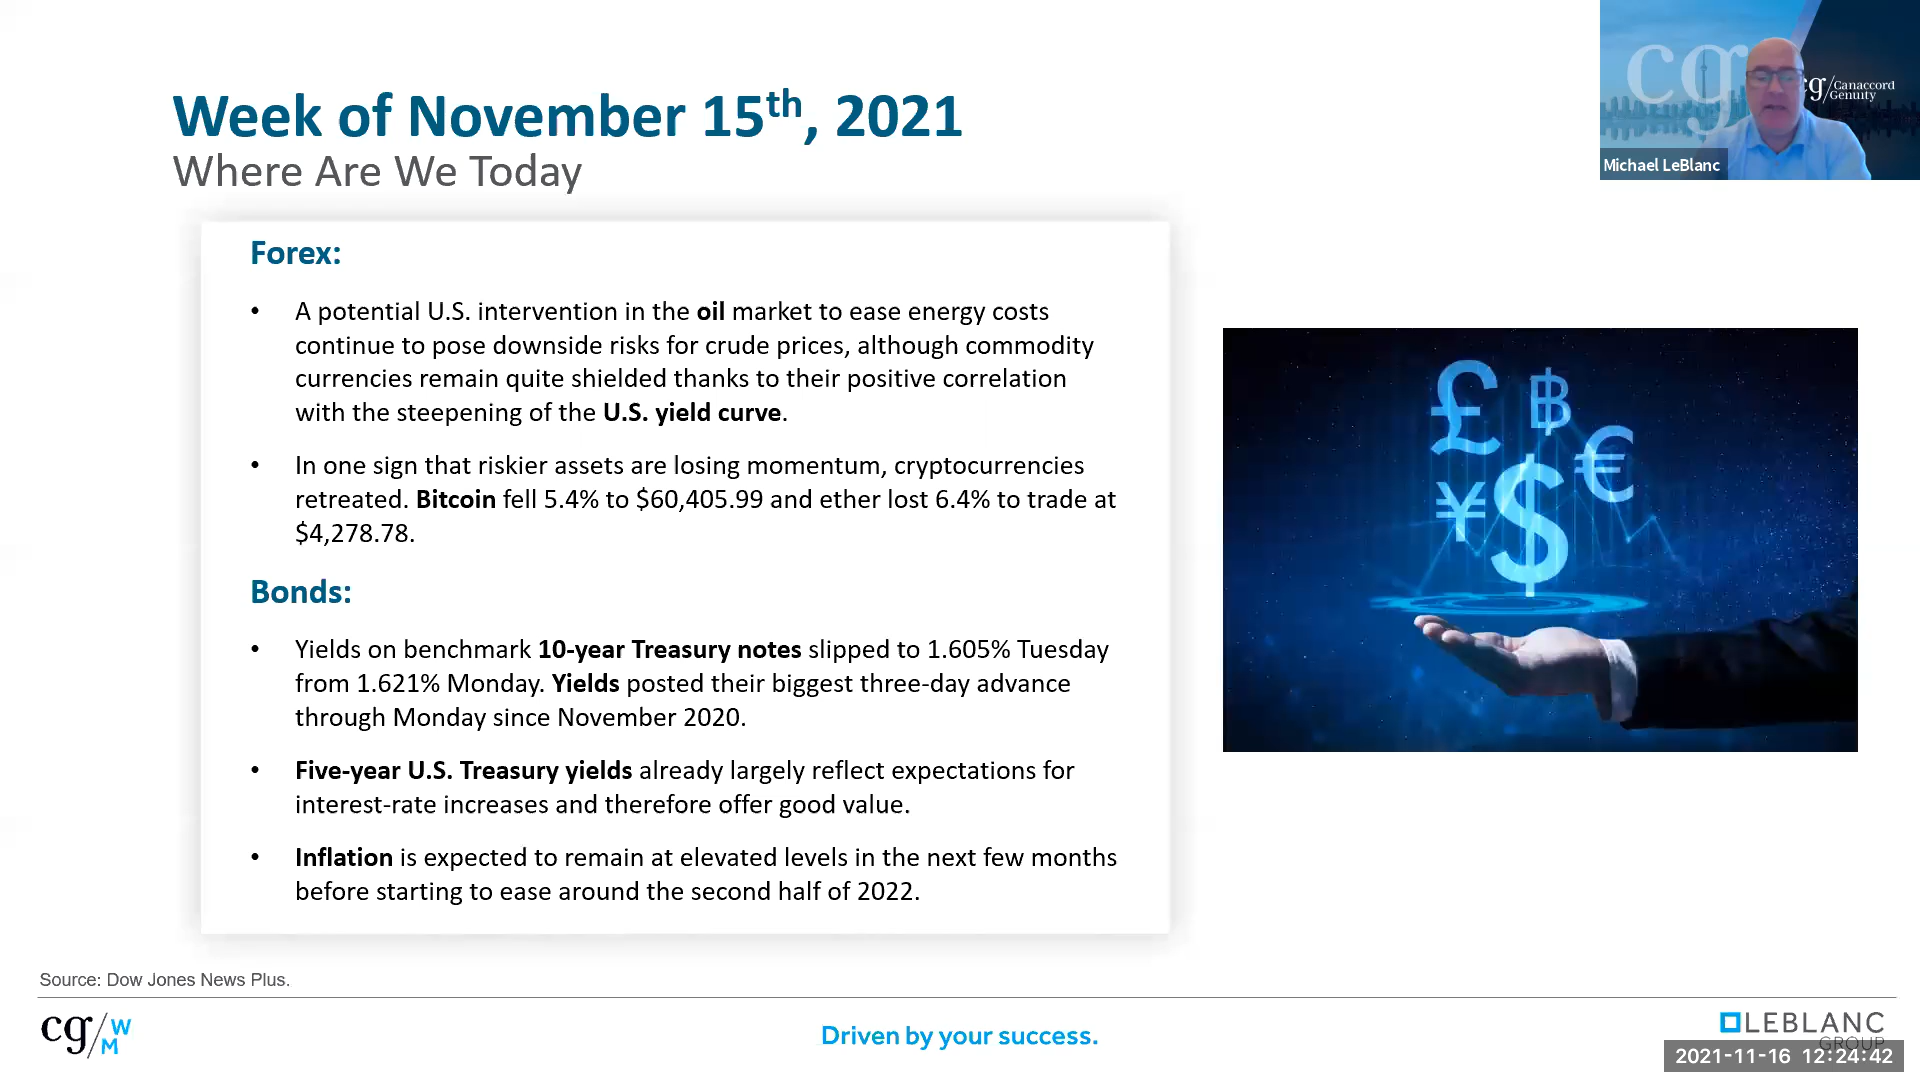 Week of November 15th, 2021
Where Are We Today
cg
cg/Canaccord
Genuity
Michael LeBlanc
Forex:
• A potential U.S. intervention in the oil market to ease energy costs
continue to pose downside risks for crude prices, although commodity
currencies remain quite shielded thanks to their positive correlation
with the steepening of the U.S. yield curve.
• In one sign that riskier assets are losing momentum, cryptocurrencies
retreated. Bitcoin fell 5.4% to $60,405.99 and ether lost 6.4% to trade at
$4,278.78.
Bonds:
• Yields on benchmark 10-year Treasury notes slipped to 1.605% Tuesday
from 1.621% Monday. Yields posted their biggest three-day advance
through Monday since November 2020.
• Five-year U.S. Treasury yields already largely reflect expectations for
interest-rate increases and therefore offer good value.
• Inflation is expected to remain at elevated levels in the next few months
before starting to ease around the second half of 2022.
£ ₿
€
¥ $
Source: Dow Jones News Plus.
cg/WM
Driven by your success.
LEBLANC
GROUP
2021-11-16 12:24:42